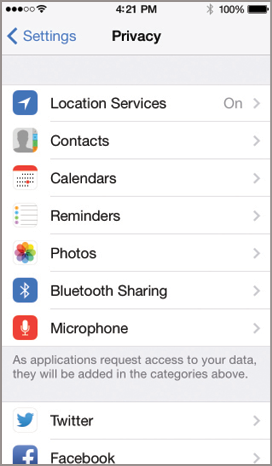 4:21 PM 100%
Settings Privacy
Location Services On
Contacts
Calendars
Reminders
Photos
Bluetooth Sharing
Microphone
As applications request access to your data,
they will be added in the categories above.
Twitter
Facebook